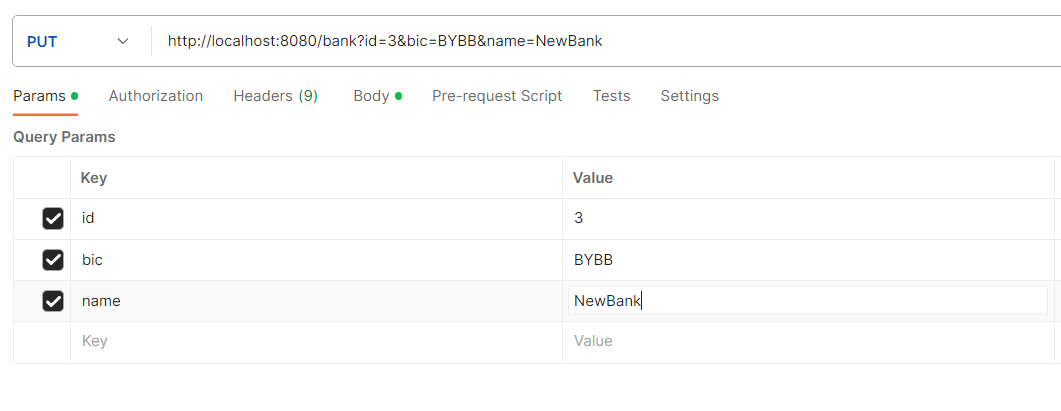 PUT http://localhost:8080/bank?id=3&bic=BYBB&name=NewBank
Params Authorization Headers (9) Body Pre-request Script Tests Settings
Query Params
Key Value
id 3
bic BYBB
name NewBank
Key Value